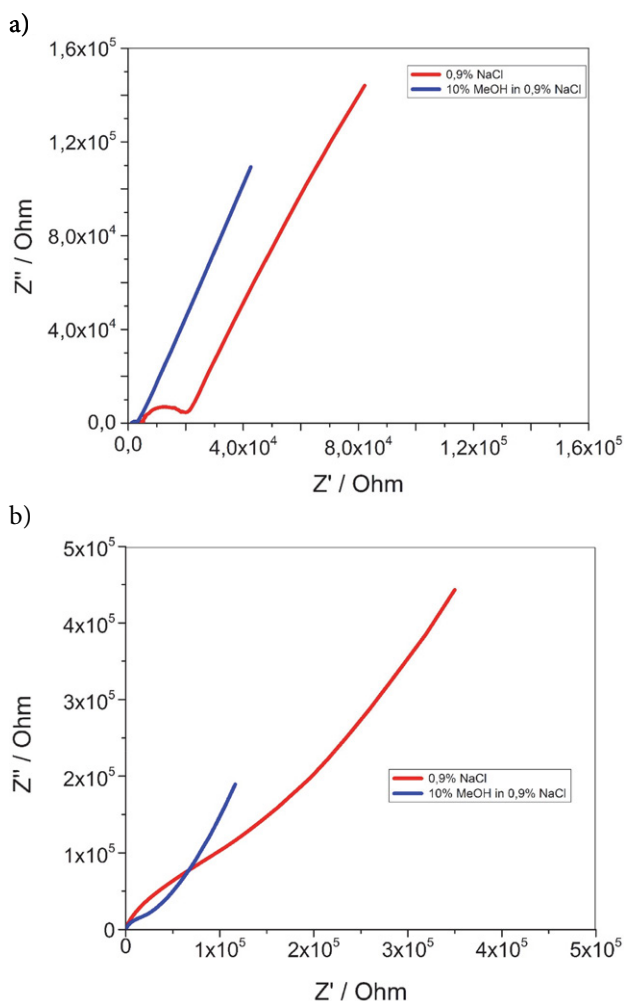 a)
1,6x10⁵
1,2x10⁵
8,0x10⁴
4,0x10⁴
0,0
Z'' / Ohm
0,9% NaCl
10% MeOH in 0,9% NaCl
0,0
4,0x10⁴
8,0x10⁴
1,2x10⁵
1,6x10⁵
Z' / Ohm
b)
5x10⁵
4x10⁵
3x10⁵
2x10⁵
1x10⁵
0
Z'' / Ohm
0,9% NaCl
10% MeOH in 0,9% NaCl
0
1x10⁵
2x10⁵
3x10⁵
4x10⁵
5x10⁵
Z' / Ohm